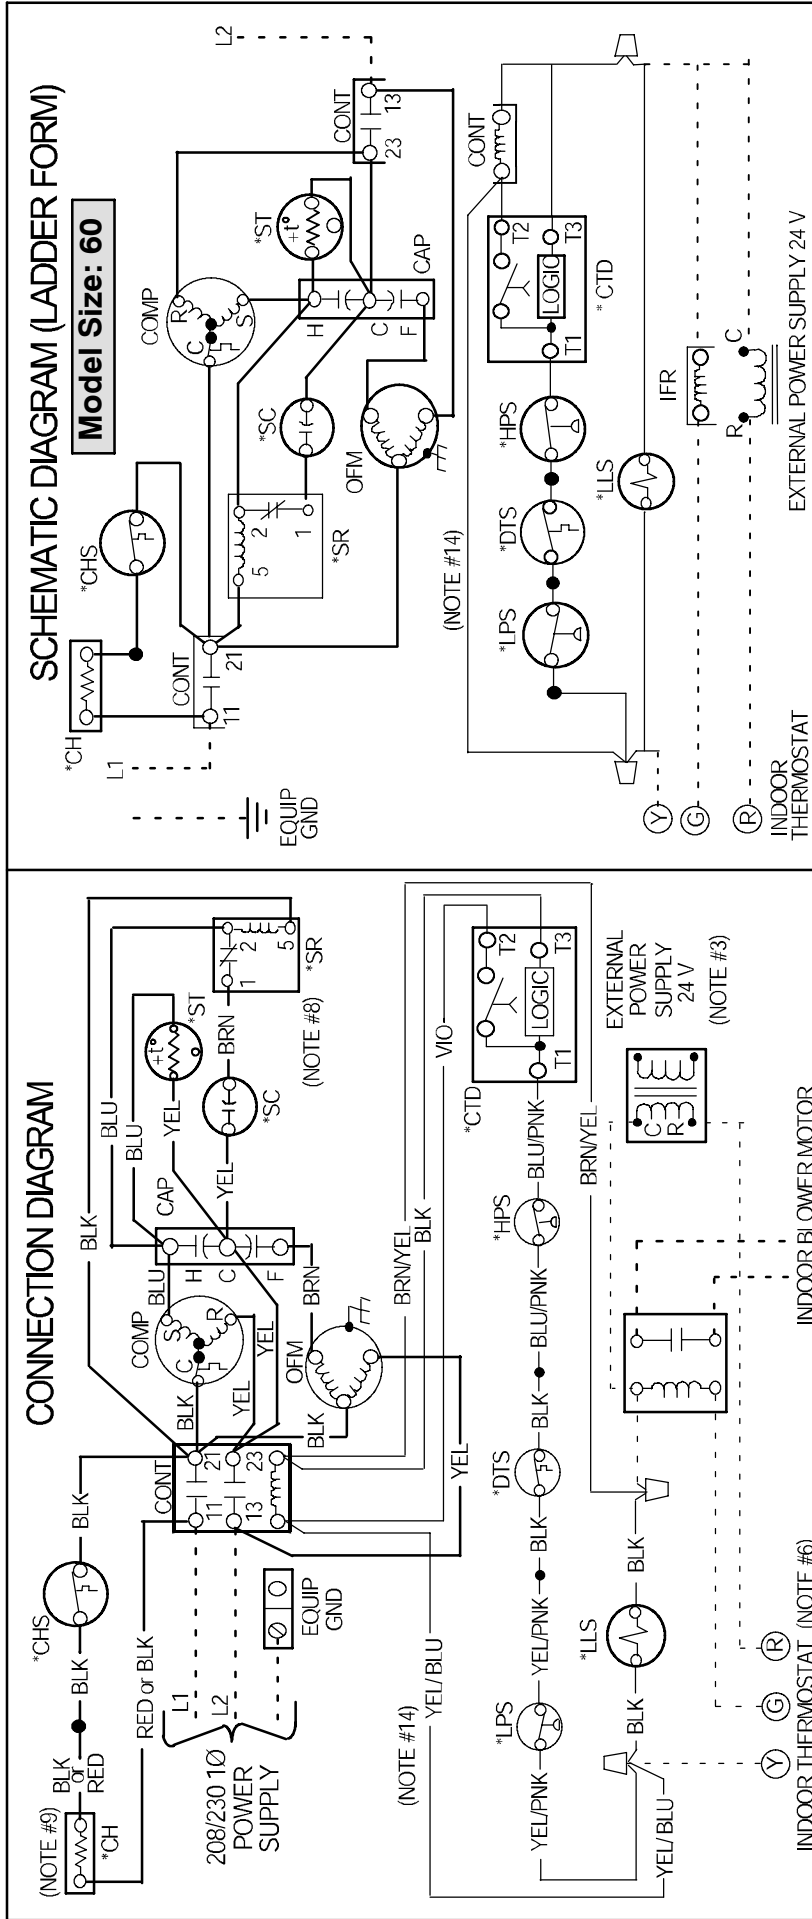 CONNECTION DIAGRAM
(NOTE #9)
*CH
BLK
or
RED
BLK
*CHS
BLK
RED or BLK
L1
L2
208/230 1Ø
POWER
SUPPLY
EQUIP
GND
CONT
11
21
13
23
BLK
BLK
YEL
YEL
BLK
COMP
C
S
R
BLU
CAP
H
C
F
BRN
OFM
BLK
BLU
BLU
YEL
YEL
*ST
+t°
*SC
BRN
(NOTE #8)
1
2
5
*SR
YEL
BRN/YEL
BLK
VIO
(NOTE #14)
YEL/BLU
*LPS
YEL/PNK
YEL/PNK
BLK
*DTS
BLK
BLU/PNK
*HPS
BLU/PNK
*CTD
T1
LOGIC
T2
T3
YEL/BLU
BLK
*LLS
BLK
BRN/YEL
EXTERNAL
POWER
SUPPLY
24 V
(NOTE #3)
C
R
Y
G
R
INDOOR THERMOSTAT (NOTE #6)
INDOOR BLOWER MOTOR
SCHEMATIC DIAGRAM (LADDER FORM)
Model Size: 60
L1
L2
EQUIP
GND
*CH
*CHS
CONT
11
21
COMP
C
R
S
*ST
+t°
CONT
23
13
CAP
H
C
F
*SC
*SR
5
2
1
OFM
(NOTE #14)
CONT
*LPS
*DTS
*HPS
*CTD
T1
LOGIC
T2
T3
*LLS
IFR
R
C
EXTERNAL POWER SUPPLY 24 V
Y
G
R
INDOOR
THERMOSTAT